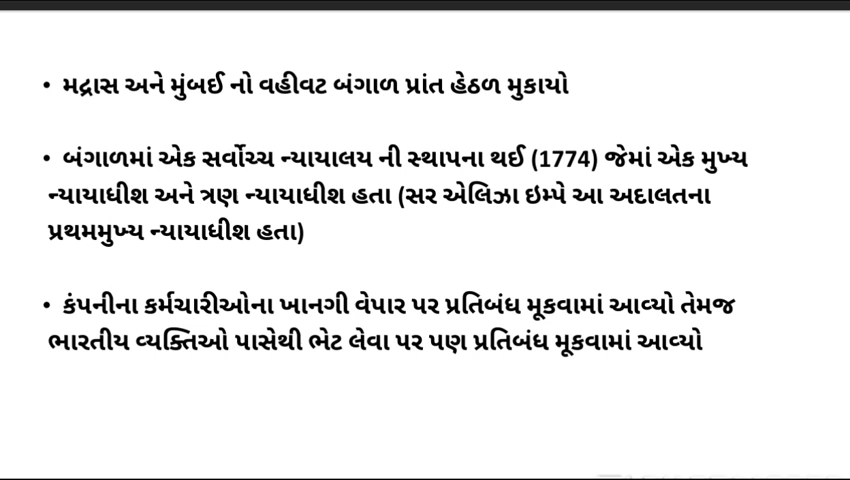 • મદ્રાસ અને મુંબઈ નો વહીવટ બંગાળ પ્રાંત હેઠળ મુકાયો
• બંગાળમાં એક સર્વોચ્ચ ન્યાયાલય ની સ્થાપના થઈ (1774) જેમાં એક મુખ્ય
ન્યાયાધીશ અને ત્રણ ન્યાયાધીશ હતા (સર એલિઝા ઇમ્પે આ અદાલતના
પ્રથમમુખ્ય ન્યાયાધીશ હતા)
• કંપનીના કર્મચારીઓના ખાનગી વેપાર પર પ્રતિબંધ મૂકવામાં આવ્યો તેમજ
ભારતીય વ્યક્તિઓ પાસેથી ભેટ લેવા પર પણ પ્રતિબંધ મૂકવામાં આવ્યો